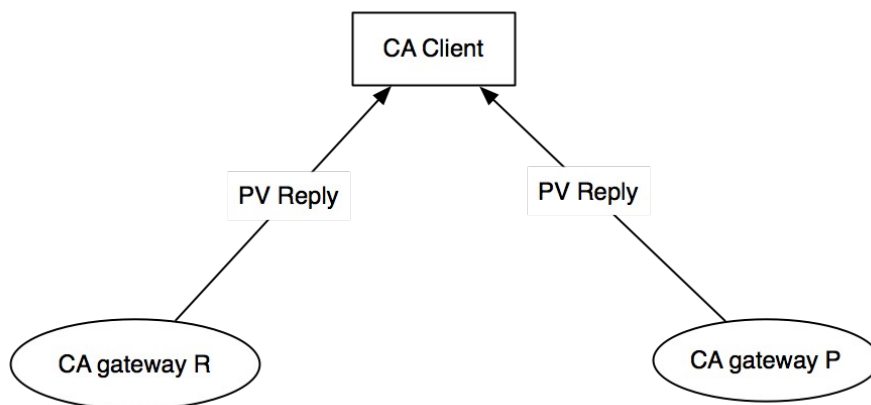 CA Client
PV Reply
PV Reply
CA gateway R
CA gateway P